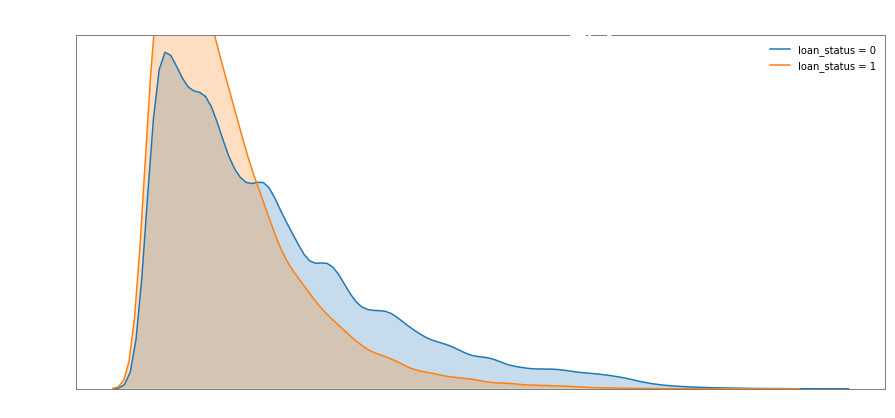 loan_status = 0
loan_status = 1